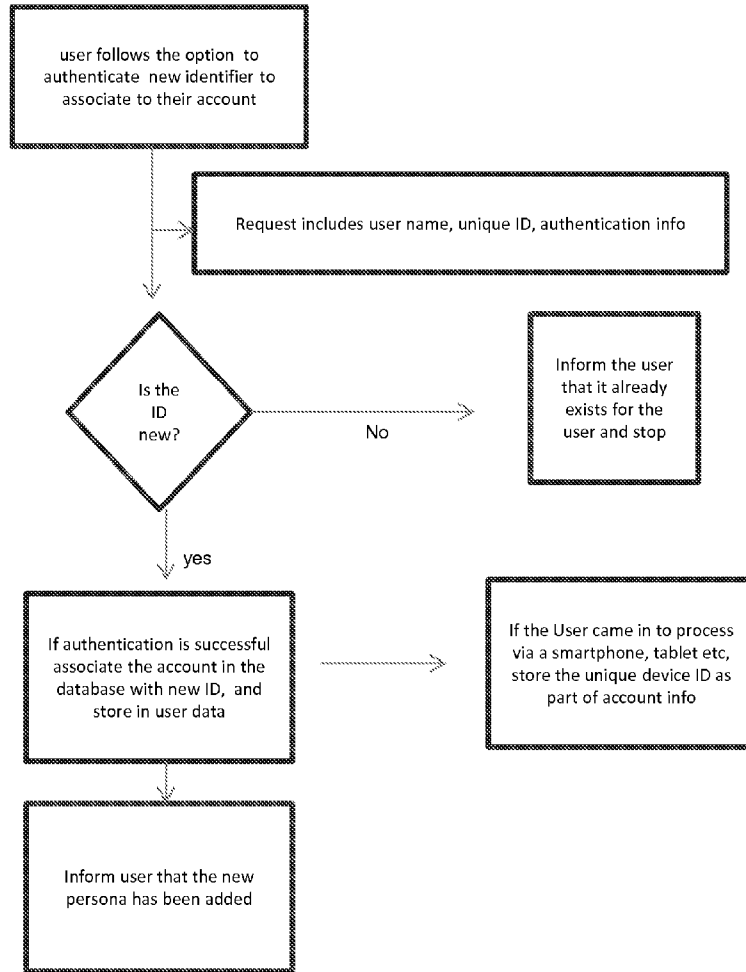 user follows the option to
authenticate new identifier to
associate to their account
Request includes user name, unique ID, authentication info
Is the
ID
new?
No
Inform the user
that it already
exists for the
user and stop
yes
If authentication is successful
associate the account in the
database with new ID, and
store in user data
If the User came in to process
via a smartphone, tablet etc,
store the unique device ID as
part of account info
Inform user that the new
persona has been added